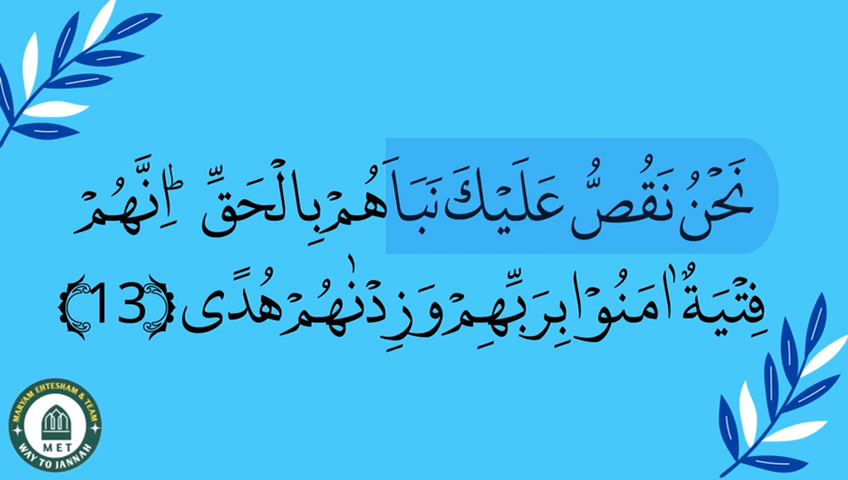 نَحْنُ نَقُصُّ عَلَيْكَ نَبَاَهُمْ بِالْحَقِّ ؕ اِنَّهُمْ
فِتْيَةٌ اٰمَنُوْا بِرَبِّهِمْ وَزِدْنٰهُمْ هُدًى ﴿13﴾
MARYAM EHTESHAM & TEAM
MET
WAY TO JANNAH